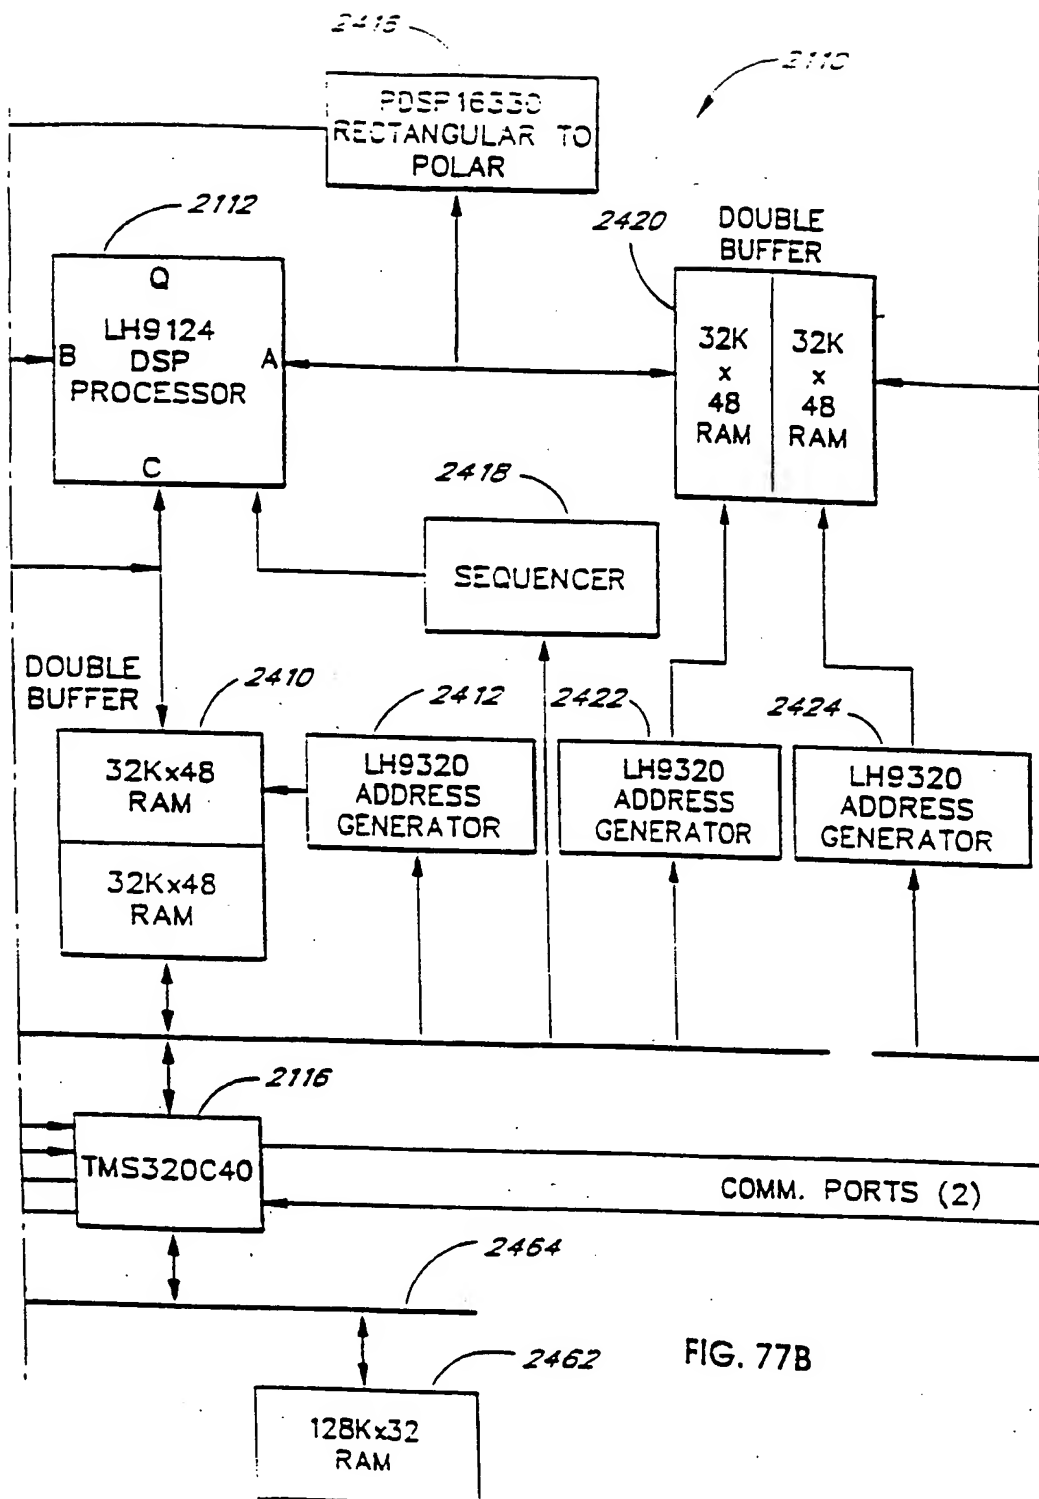 2110
PDSP16330
RECTANGULAR TO
POLAR
2112
2420
DOUBLE
BUFFER
Q
LH9124
DSP
PROCESSOR
B
A
C
32K
x
48
RAM
32K
x
48
RAM
2418
SEQUENCER
DOUBLE
BUFFER
2410
2412
2422
2424
32Kx48
RAM
32Kx48
RAM
LH9320
ADDRESS
GENERATOR
LH9320
ADDRESS
GENERATOR
LH9320
ADDRESS
GENERATOR
2116
TMS320C40
COMM. PORTS (2)
2464
2462
128Kx32
RAM
FIG. 77B